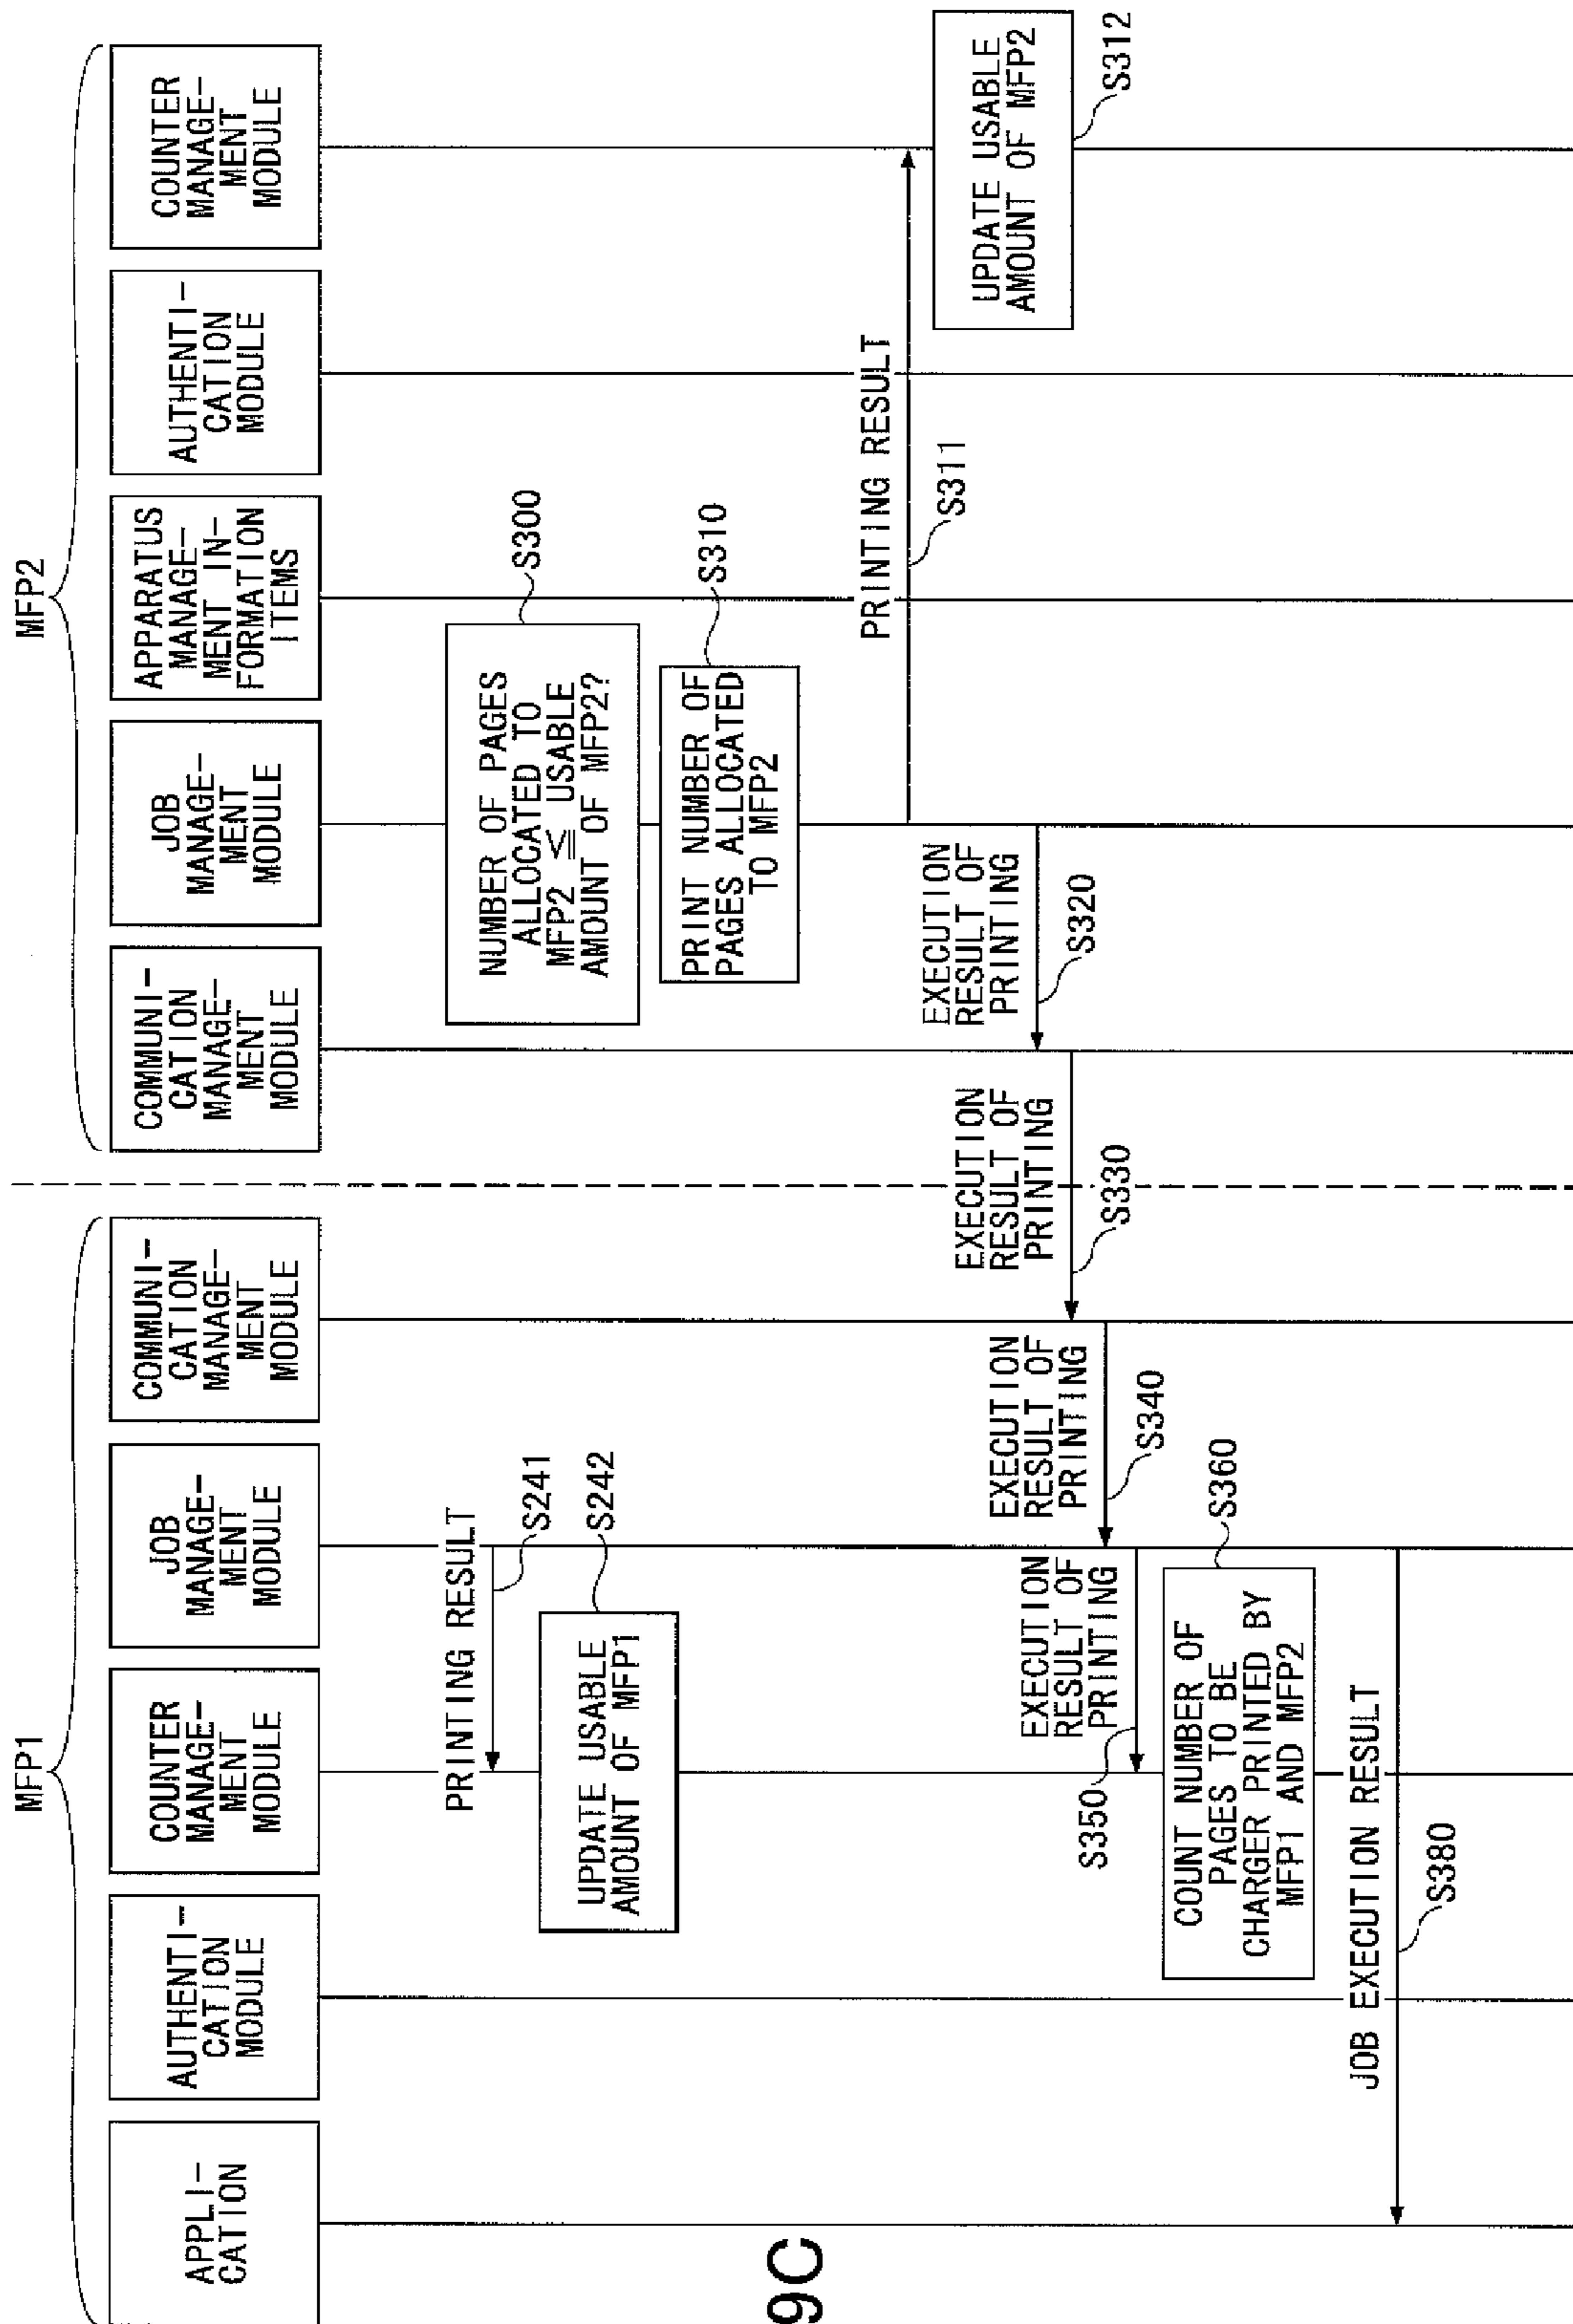 9C
MFP1
MFP2
APPLI-
CATION
AUTHENTI-
CATION
MODULE
COUNTER
MANAGE-
MENT
MODULE
JOB
MANAGE-
MENT
MODULE
COMMUNI-
CATION
MANAGE-
MENT
MODULE
COMMUNI-
CATION
MANAGE-
MENT
MODULE
JOB
MANAGE-
MENT
MODULE
APPARATUS
MANAGE-
MENT IN-
FORMATION
ITEMS
AUTHENTI-
CATION
MODULE
COUNTER
MANAGE-
MENT
MODULE
PRINTING RESULT
S241
UPDATE USABLE
AMOUNT OF MFP1
S242
NUMBER OF PAGES
ALLOCATED TO
MFP2 ≦ USABLE
AMOUNT OF MFP2?
S300
PRINT NUMBER OF
PAGES ALLOCATED
TO MFP2
S310
PRINTING RESULT
S311
UPDATE USABLE
AMOUNT OF MFP2
S312
EXECUTION
RESULT OF
PRINTING
S320
EXECUTION
RESULT OF
PRINTING
S330
EXECUTION
RESULT OF
PRINTING
S340
EXECUTION
RESULT OF
PRINTING
S350
COUNT NUMBER OF
PAGES TO BE
CHARGER PRINTED BY
MFP1 AND MFP2
S360
JOB EXECUTION RESULT
S380